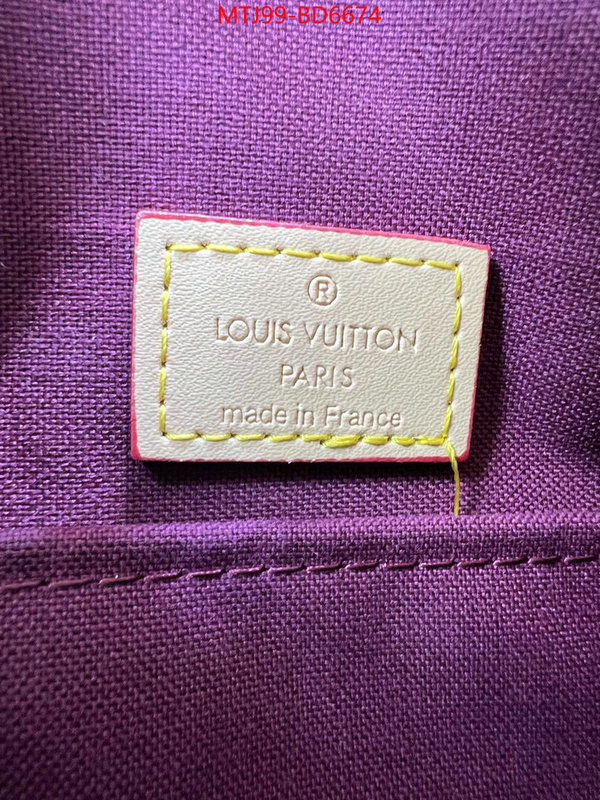 MTJ99-BD6674
®
LOUIS VUITTON
PARIS
made in France